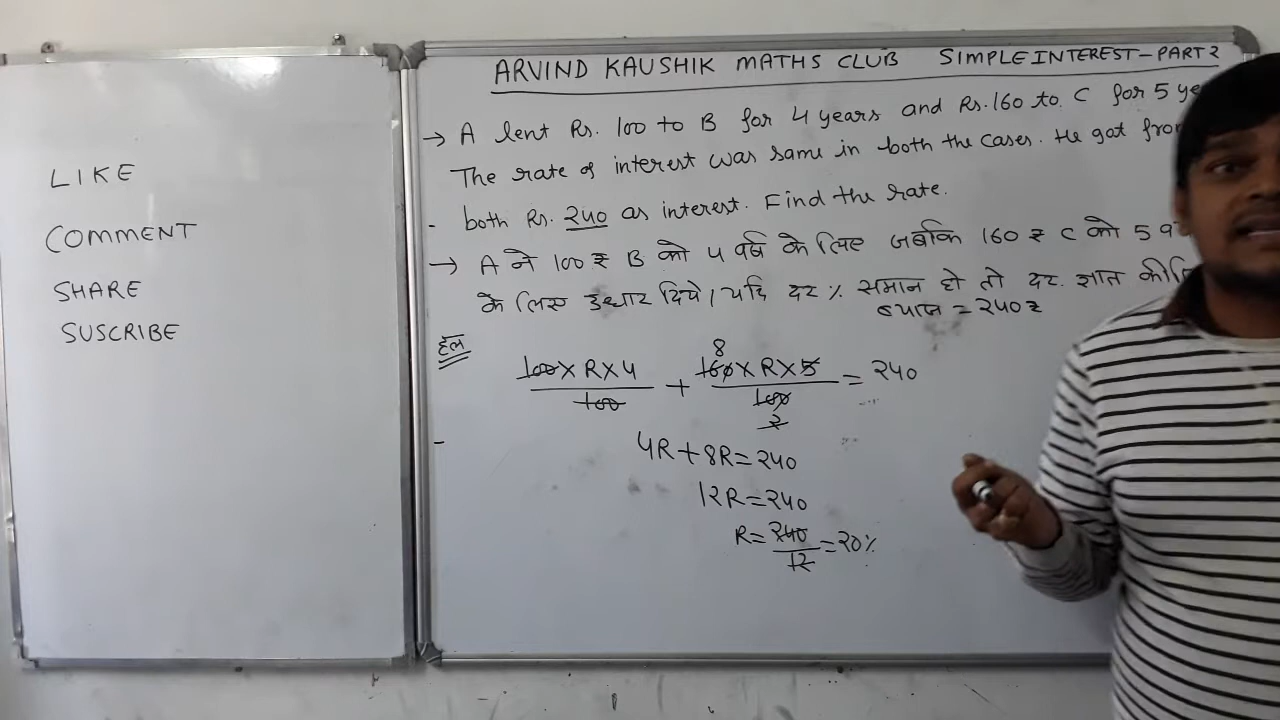 LIKE
COMMENT
SHARE
SUSCRIBE
ARVIND KAUSHIK MATHS CLUB SIMPLE INTEREST-PART 2
→ A lent Rs. 100 to B for 4 years and Rs. 160 to C for 5 ye
The rate of interest was same in both the cases. He got fro
both Rs. 240 as interest. Find the rate.
→ A ने 100 ₹ B को 4 वर्ष के लिए जबकि 160 ₹ C को 5 व
के लिए उधार दिये। यदि दर % समान हो तो दर ज्ञात की
ब्याज = 240 ₹
हल
8
100 × R × 4 + 160 × R × 5 = 240
100 100
2
4R + 8R = 240
12R = 240
R = 240 = 20%
12